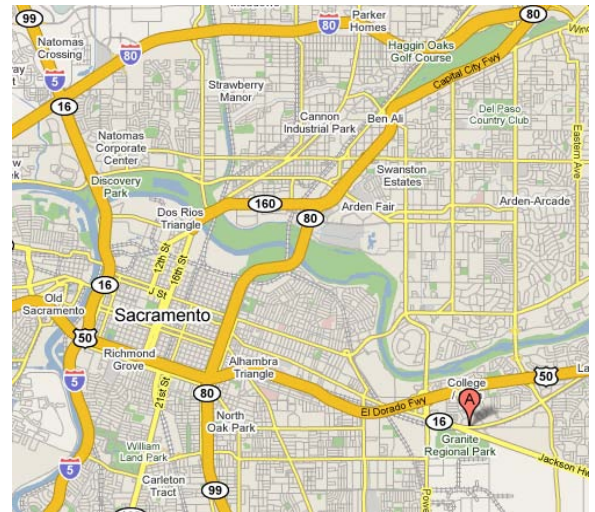 99
Natomas
Crossing
5
80
16
Parker
Homes
80
80
Haggin Oaks
Golf Course
Capital City Fwy
Strawberry
Manor
Cannon
Industrial Park
Ben Ali
Del Paso
Country Club
Eastern Ave
Natomas
Corporate
Center
Discovery
Park
Swanston
Estates
Arden-Arcade
Dos Rios
Triangle
160
80
Arden Fair
12th St
16th St
16
J St
Old
Sacramento
Sacramento
50
Richmond
Grove
Alhambra
Triangle
5
21st St
80
El Dorado Fwy
College
50
A
16
Granite
Regional Park
Jackson Hw
North
Oak Park
William
Land Park
5
Carleton
Tract
99